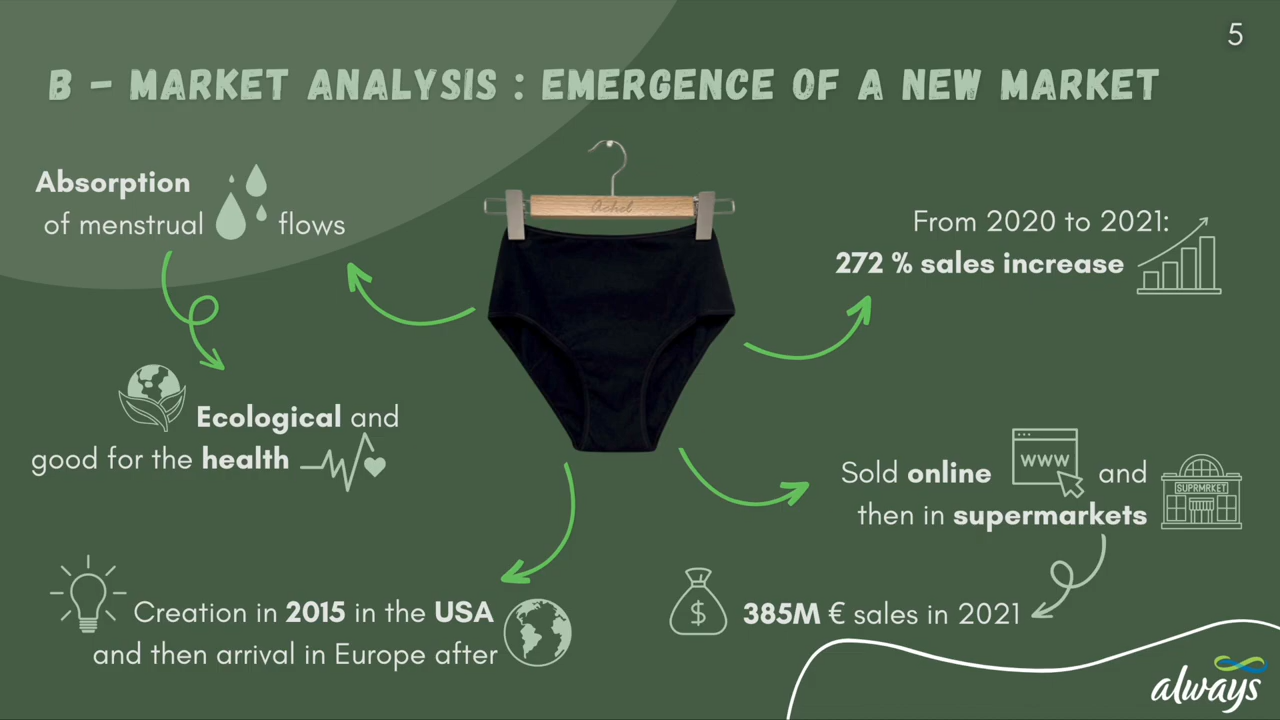 5
B - MARKET ANALYSIS : EMERGENCE OF A NEW MARKET
Absorption
of menstrual flows
From 2020 to 2021:
272 % sales increase
Ecological and
good for the health
Sold online WWW and
then in supermarkets
SUPRMRKET
Creation in 2015 in the USA
and then arrival in Europe after
$ 385M € sales in 2021
always